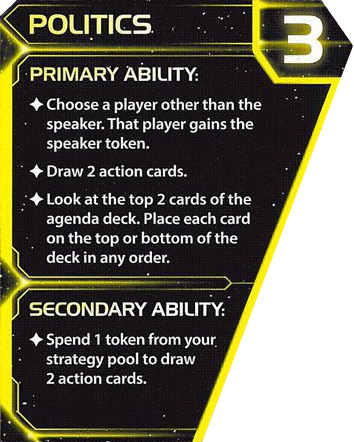 POLITICS
3
PRIMARY ABILITY:
Choose a player other than the
speaker. That player gains the
speaker token.
Draw 2 action cards.
Look at the top 2 cards of the
agenda deck. Place each card
on the top or bottom of the
deck in any order.
SECONDARY ABILITY:
Spend 1 token from your
strategy pool to draw
2 action cards.